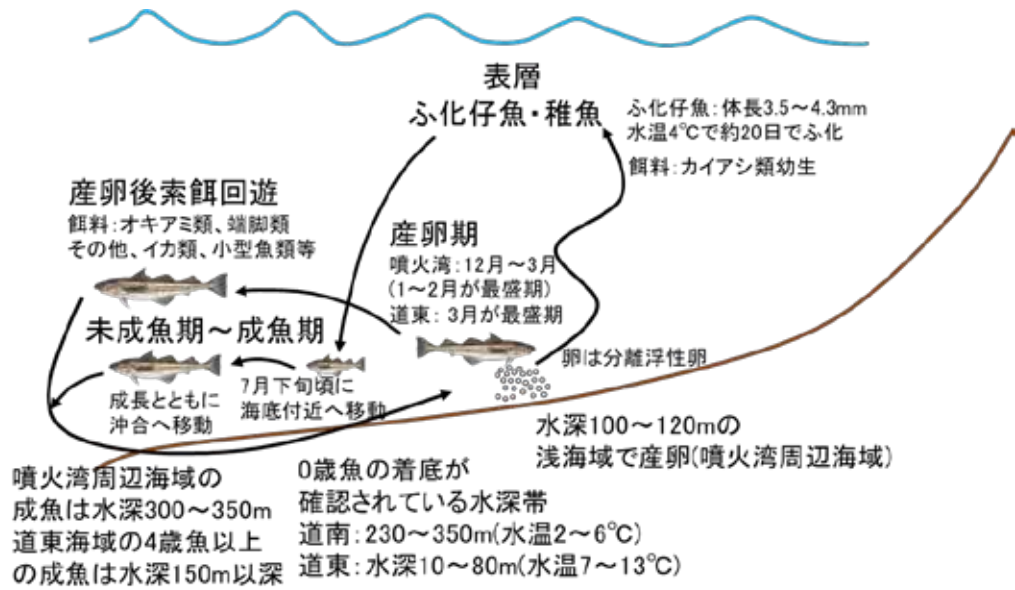 表層
ふ化仔魚・稚魚
ふ化仔魚:体長3.5～4.3mm
水温4℃で約20日でふ化
餌料:カイアシ類幼生
産卵後索餌回遊
餌料:オキアミ類、端脚類
その他、イカ類、小型魚類等
産卵期
噴火湾:12月～3月
(1～2月が最盛期)
道東: 3月が最盛期
未成魚期～成魚期
卵は分離浮性卵
成長とともに
沖合へ移動
7月下旬頃に
海底付近へ移動
水深100～120mの
浅海域で産卵(噴火湾周辺海域)
噴火湾周辺海域の
成魚は水深300～350m
道東海域の4歳魚以上
の成魚は水深150m以深
0歳魚の着底が
確認されている水深帯
道南:230～350m(水温2～6℃)
道東:水深10～80m(水温7～13℃)